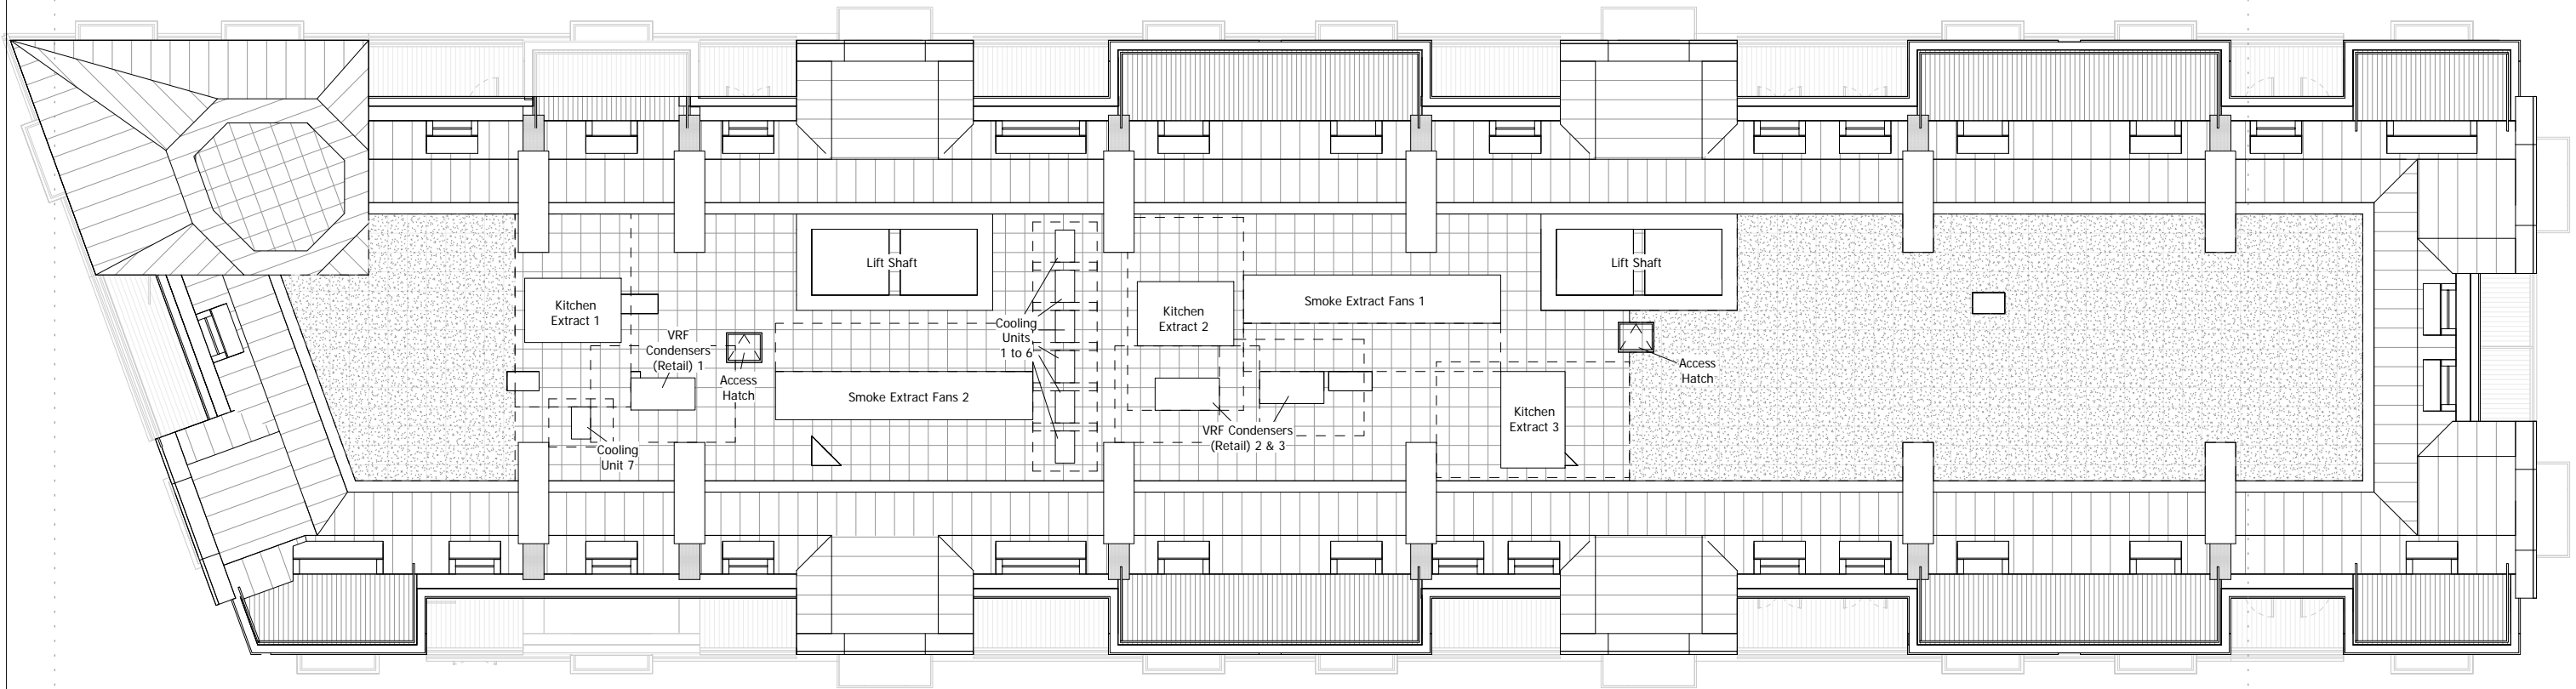 Lift Shaft
Lift Shaft
Kitchen
Extract 1
Smoke Extract Fans 1
Kitchen
Extract 2
Cooling
Units
1 to 6
VRF
Condensers
(Retail) 1
Access
Hatch
Access
Hatch
Smoke Extract Fans 2
Kitchen
Extract 3
VRF Condensers
(Retail) 2 & 3
Cooling
Unit 7